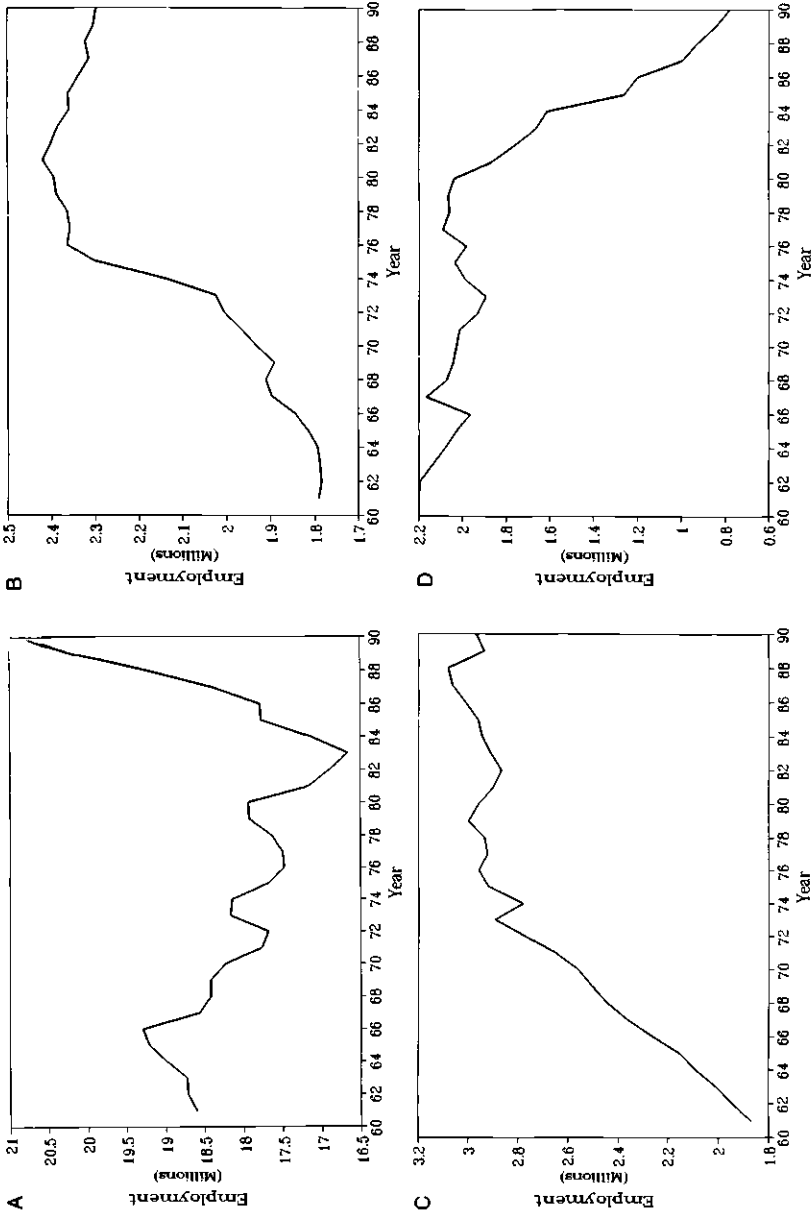 A
Employment
(Millions)
21
20.5
20
19.5
19
18.5
18
17.5
17
16.5
60 62 64 66 68 70 72 74 76 78 80 82 84 86 88 90
Year
B
Employment
(Millions)
2.5
2.4
2.3
2.2
2.1
2
1.9
1.8
1.7
60 62 64 66 68 70 72 74 76 78 80 82 84 86 88 90
Year
C
Employment
(Millions)
3.2
3
2.8
2.6
2.4
2.2
2
1.8
60 62 64 66 68 70 72 74 76 78 80 82 84 86 88 90
Year
D
Employment
(Millions)
2.2
2
1.8
1.6
1.4
1.2
1
0.8
0.6
60 62 64 66 68 70 72 74 76 78 80 82 84 86 88 90
Year